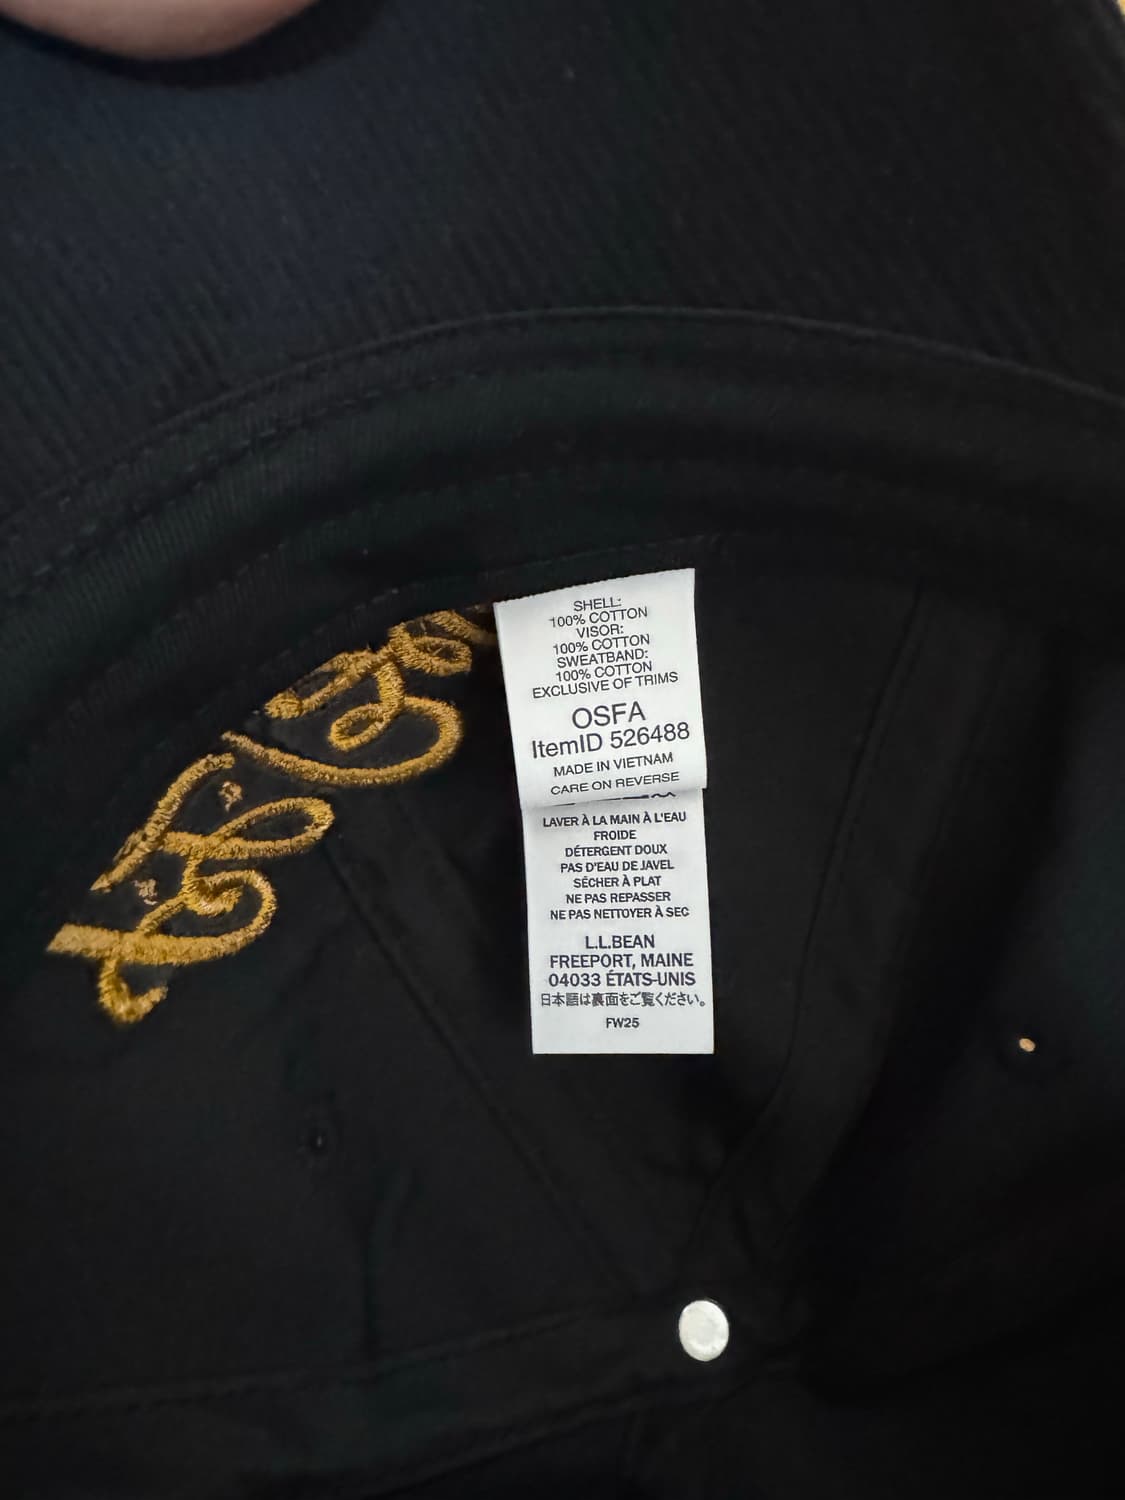 SHELL:
100% COTTON
VISOR:
100% COTTON
SWEATBAND:
100% COTTON
EXCLUSIVE OF TRIMS
OSFA
ItemID 526488
MADE IN VIETNAM
CARE ON REVERSE
LAVER À LA MAIN À L'EAU
FROIDE
DÉTERGENT DOUX
PAS D'EAU DE JAVEL
SÉCHER À PLAT
NE PAS REPASSER
NE PAS NETTOYER À SEC
L.L.BEAN
FREEPORT, MAINE
04033 ÉTATS-UNIS
日本語は裏面をご覧ください。
FW25